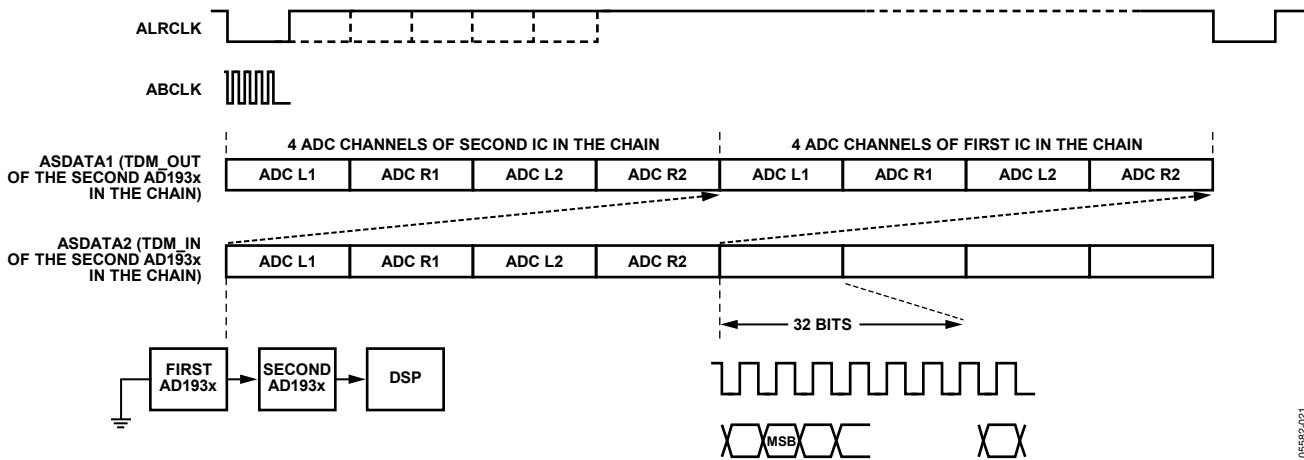 ALRCLK
ABCLK
4 ADC CHANNELS OF SECOND IC IN THE CHAIN
4 ADC CHANNELS OF FIRST IC IN THE CHAIN
ASDATA1 (TDM_OUT
OF THE SECOND AD193x
IN THE CHAIN)
ADC L1
ADC R1
ADC L2
ADC R2
ADC L1
ADC R1
ADC L2
ADC R2
ASDATA2 (TDM_IN
OF THE SECOND AD193x
IN THE CHAIN)
ADC L1
ADC R1
ADC L2
ADC R2
32 BITS
FIRST
AD193x
SECOND
AD193x
DSP
MSB
05582-021